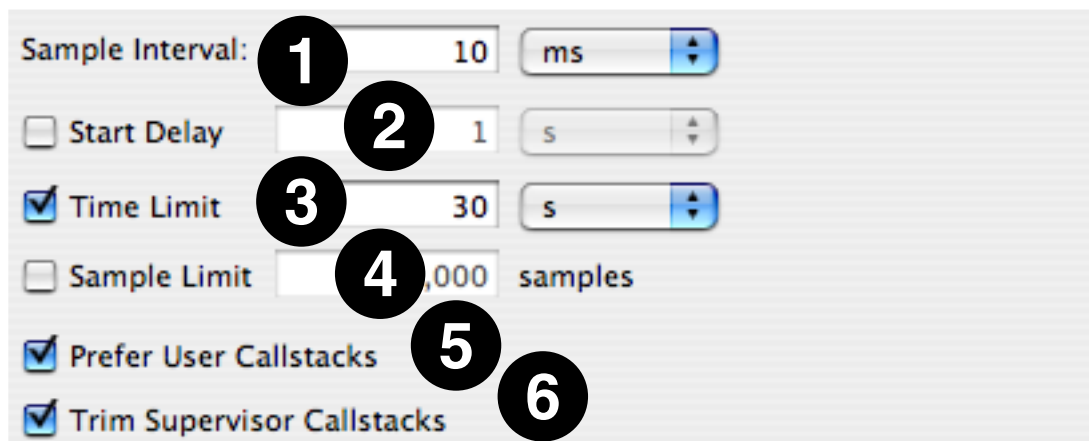 Sample Interval: 1 10 ms
Start Delay 2 1 s
Time Limit 3 30 s
Sample Limit 4 ,000 samples
Prefer User Callstacks 5
Trim Supervisor Callstacks 6